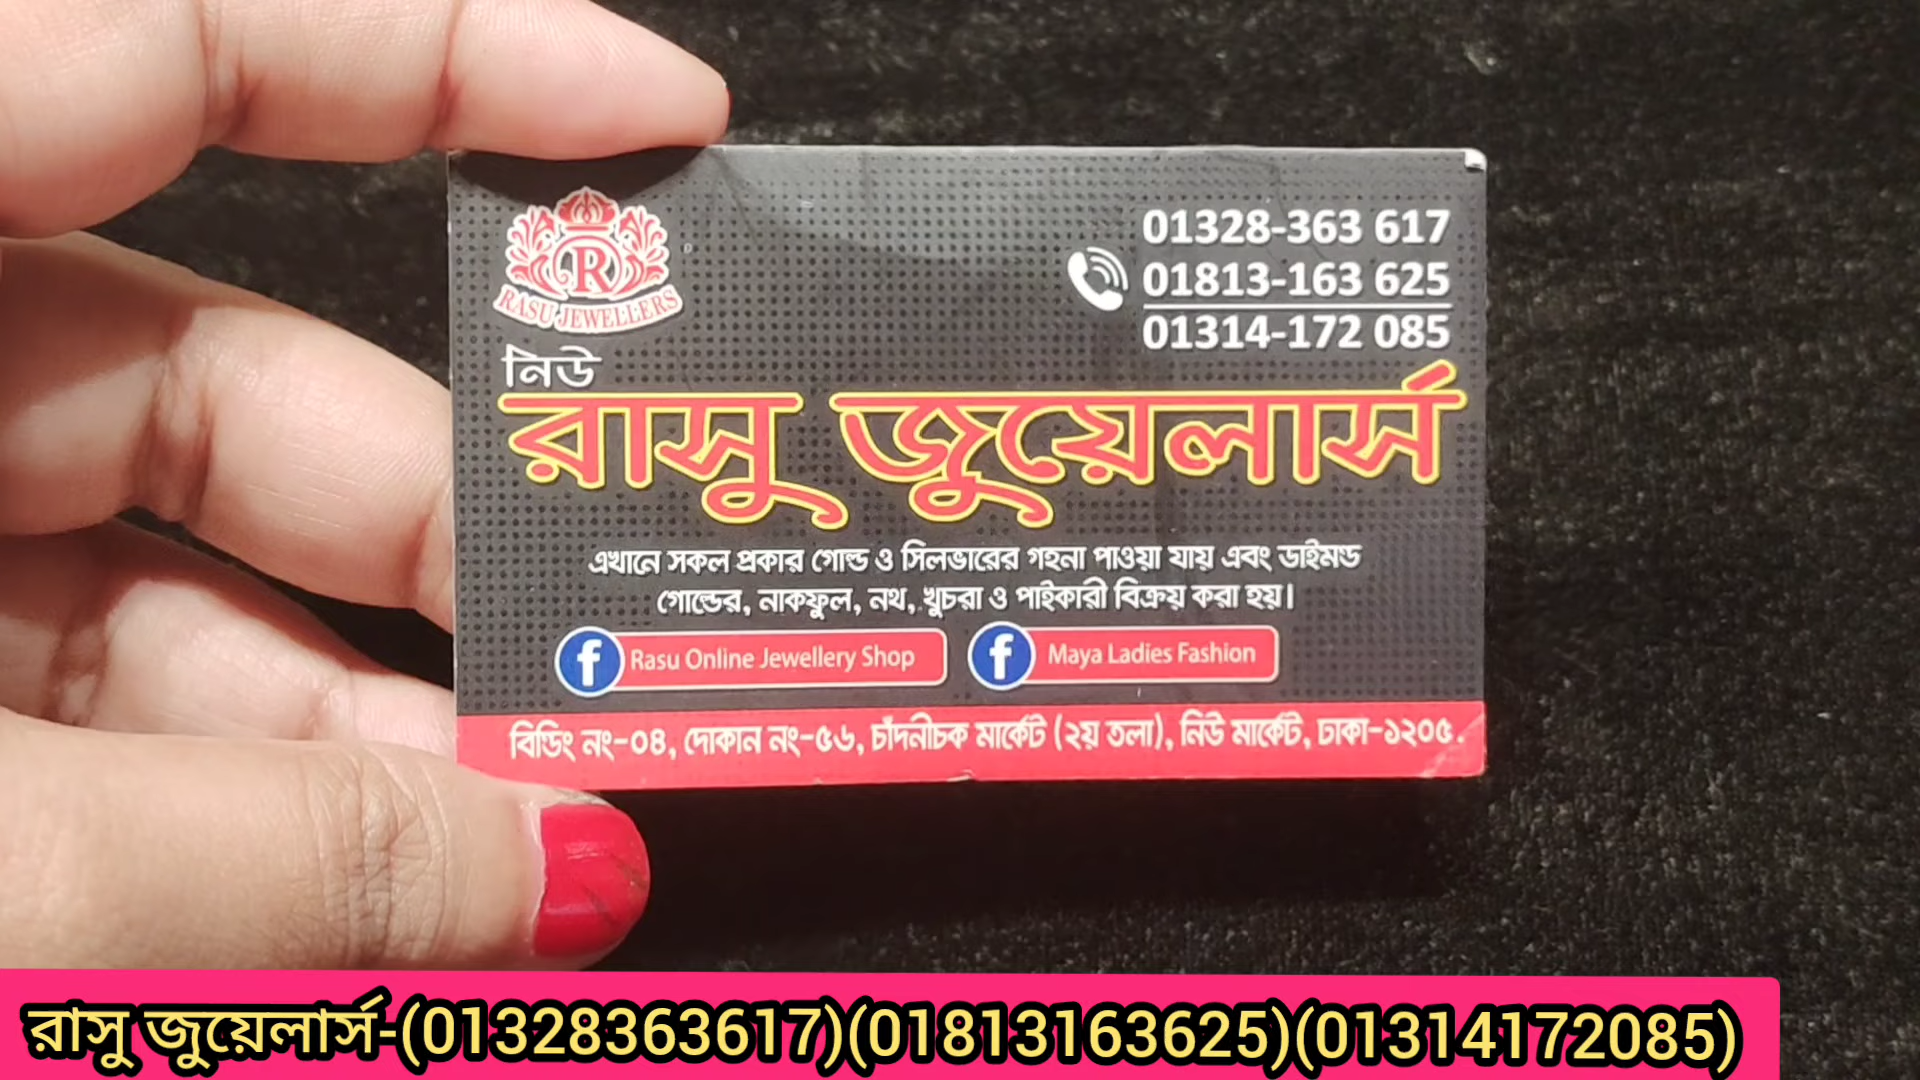 R
RASU JEWELLERS
01328-363 617
01813-163 625
01314-172 085
নিউ
রাসু জুয়েলার্স
এখানে সকল প্রকার গোল্ড ও সিলভারের গহনা পাওয়া যায় এবং ডাইমন্ড
গোল্ডের, নাকফুল, নথ, খুচরা ও পাইকারী বিক্রয় করা হয়।
Rasu Online Jewellery Shop
Maya Ladies Fashion
বিডিং নং-০৪, দোকান নং-৫৬, চাঁদনীচক মার্কেট (২য় তলা), নিউ মার্কেট, ঢাকা-১২০৫.
রাসু জুয়েলার্স-(01328363617)(01813163625)(01314172085)